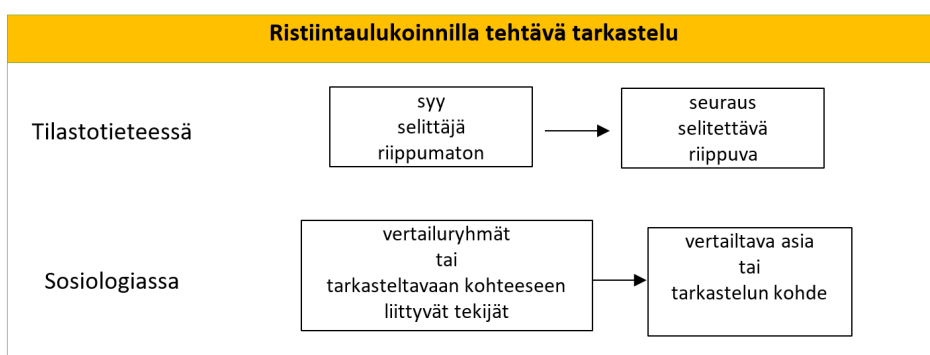 Ristiintaulukoinnilla tehtävä tarkastelu
Tilastotieteessä
syy
selittäjä
riippumaton
seuraus
selitettävä
riippuva
Sosiologiassa
vertailuryhmät
tai
tarkasteltavaan kohteeseen
liittyvät tekijät
vertailtava asia
tai
tarkastelun kohde